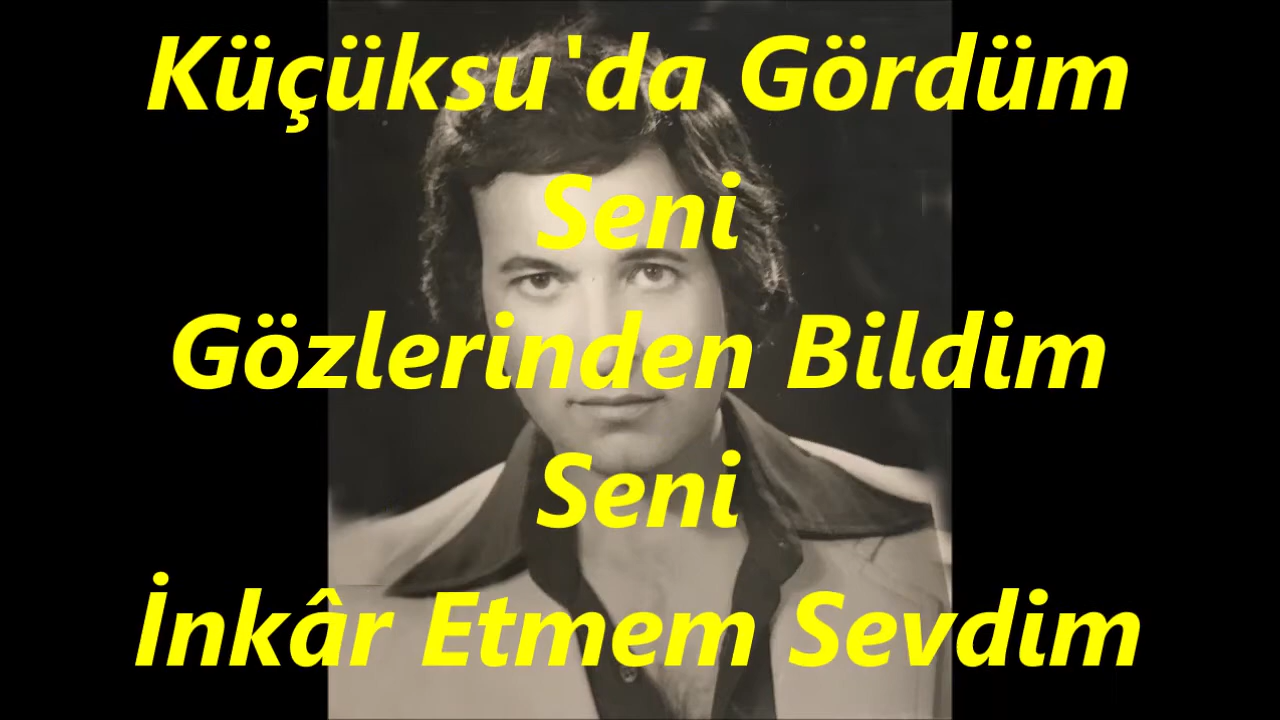 Küçüksu'da Gördüm
Seni
Gözlerinden Bildim
Seni
İnkâr Etmem Sevdim